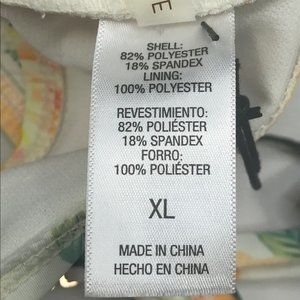 E
SHELL:
82% POLYESTER
18% SPANDEX
LINING:
100% POLYESTER
REVESTIMIENTO:
82% POLIÉSTER
18% SPANDEX
FORRO:
100% POLIÉSTER
XL
MADE IN CHINA
HECHO EN CHINA